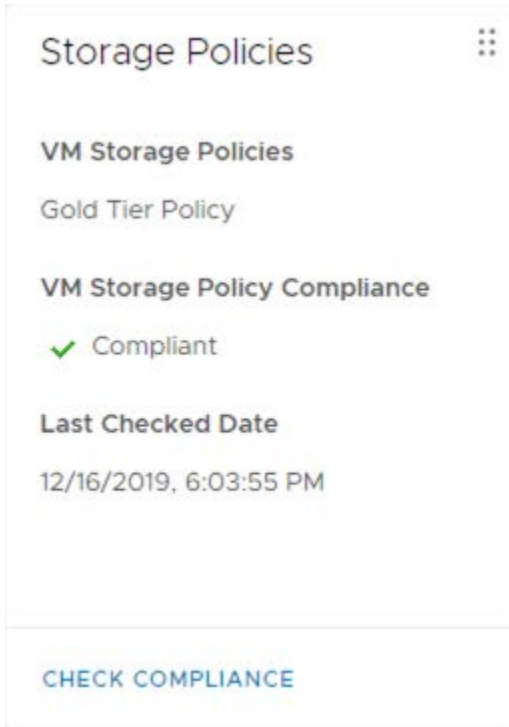 Storage Policies
VM Storage Policies
Gold Tier Policy
VM Storage Policy Compliance
Compliant
Last Checked Date
12/16/2019, 6:03:55 PM
CHECK COMPLIANCE